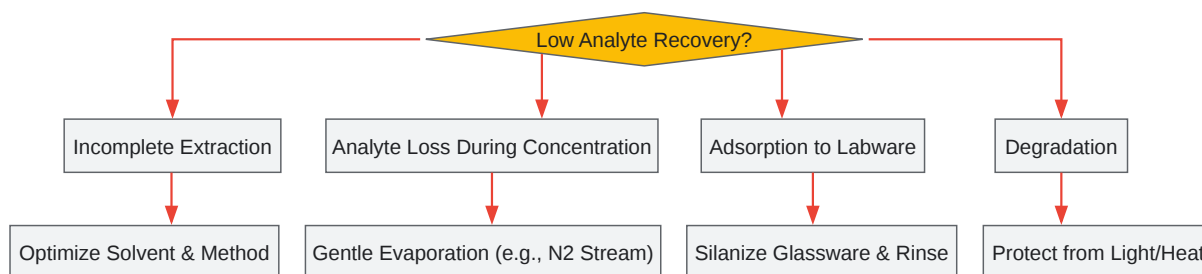 Low Analyte Recovery?
Incomplete Extraction
Analyte Loss During Concentration
Adsorption to Labware
Degradation
Optimize Solvent & Method
Gentle Evaporation (e.g., N2 Stream)
Silanize Glassware & Rinse
Protect from Light/Heat